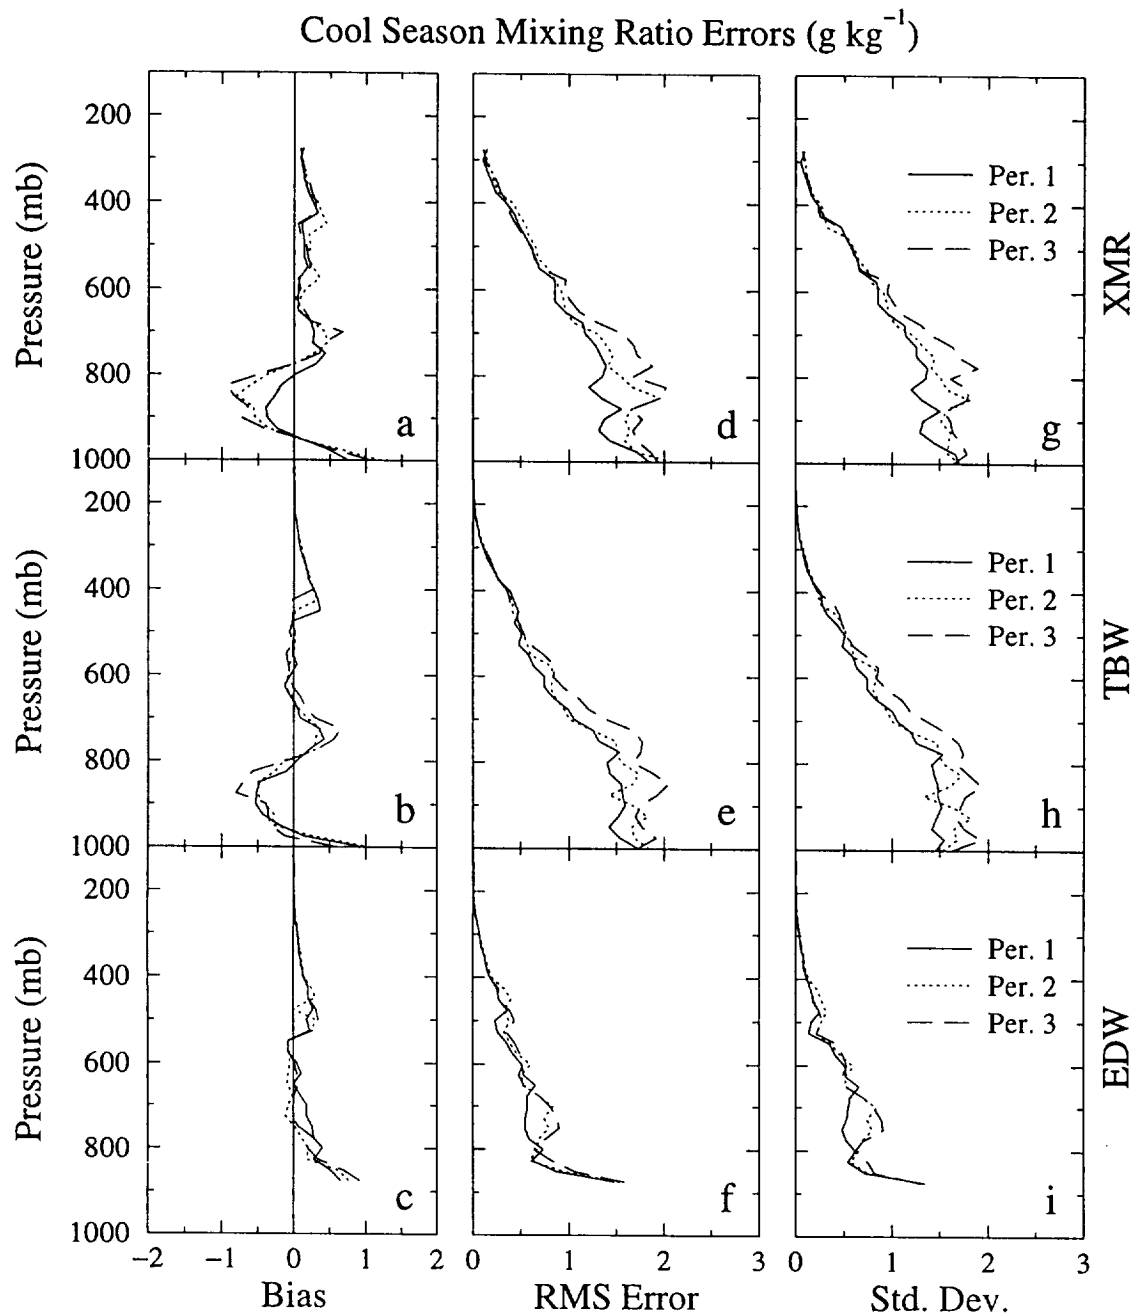 Cool Season Mixing Ratio Errors (g kg⁻¹)
Pressure (mb)
200
400
600
800
1000
a
d
g
Per. 1
Per. 2
Per. 3
XMR
Pressure (mb)
200
400
600
800
1000
b
e
h
Per. 1
Per. 2
Per. 3
TBW
Pressure (mb)
200
400
600
800
1000
c
f
i
Per. 1
Per. 2
Per. 3
EDW
−2 −1 0 1 2 0 1 2 3 0 1 2 3
Bias RMS Error Std. Dev.